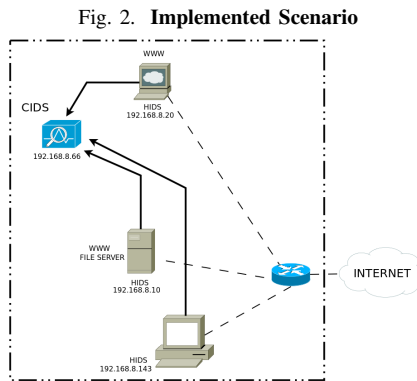 Fig. 2. Implemented Scenario
WWW
HIDS
192.168.8.20
CIDS
192.168.8.66
WWW
FILE SERVER
HIDS
192.168.8.10
INTERNET
HIDS
192.168.8.143